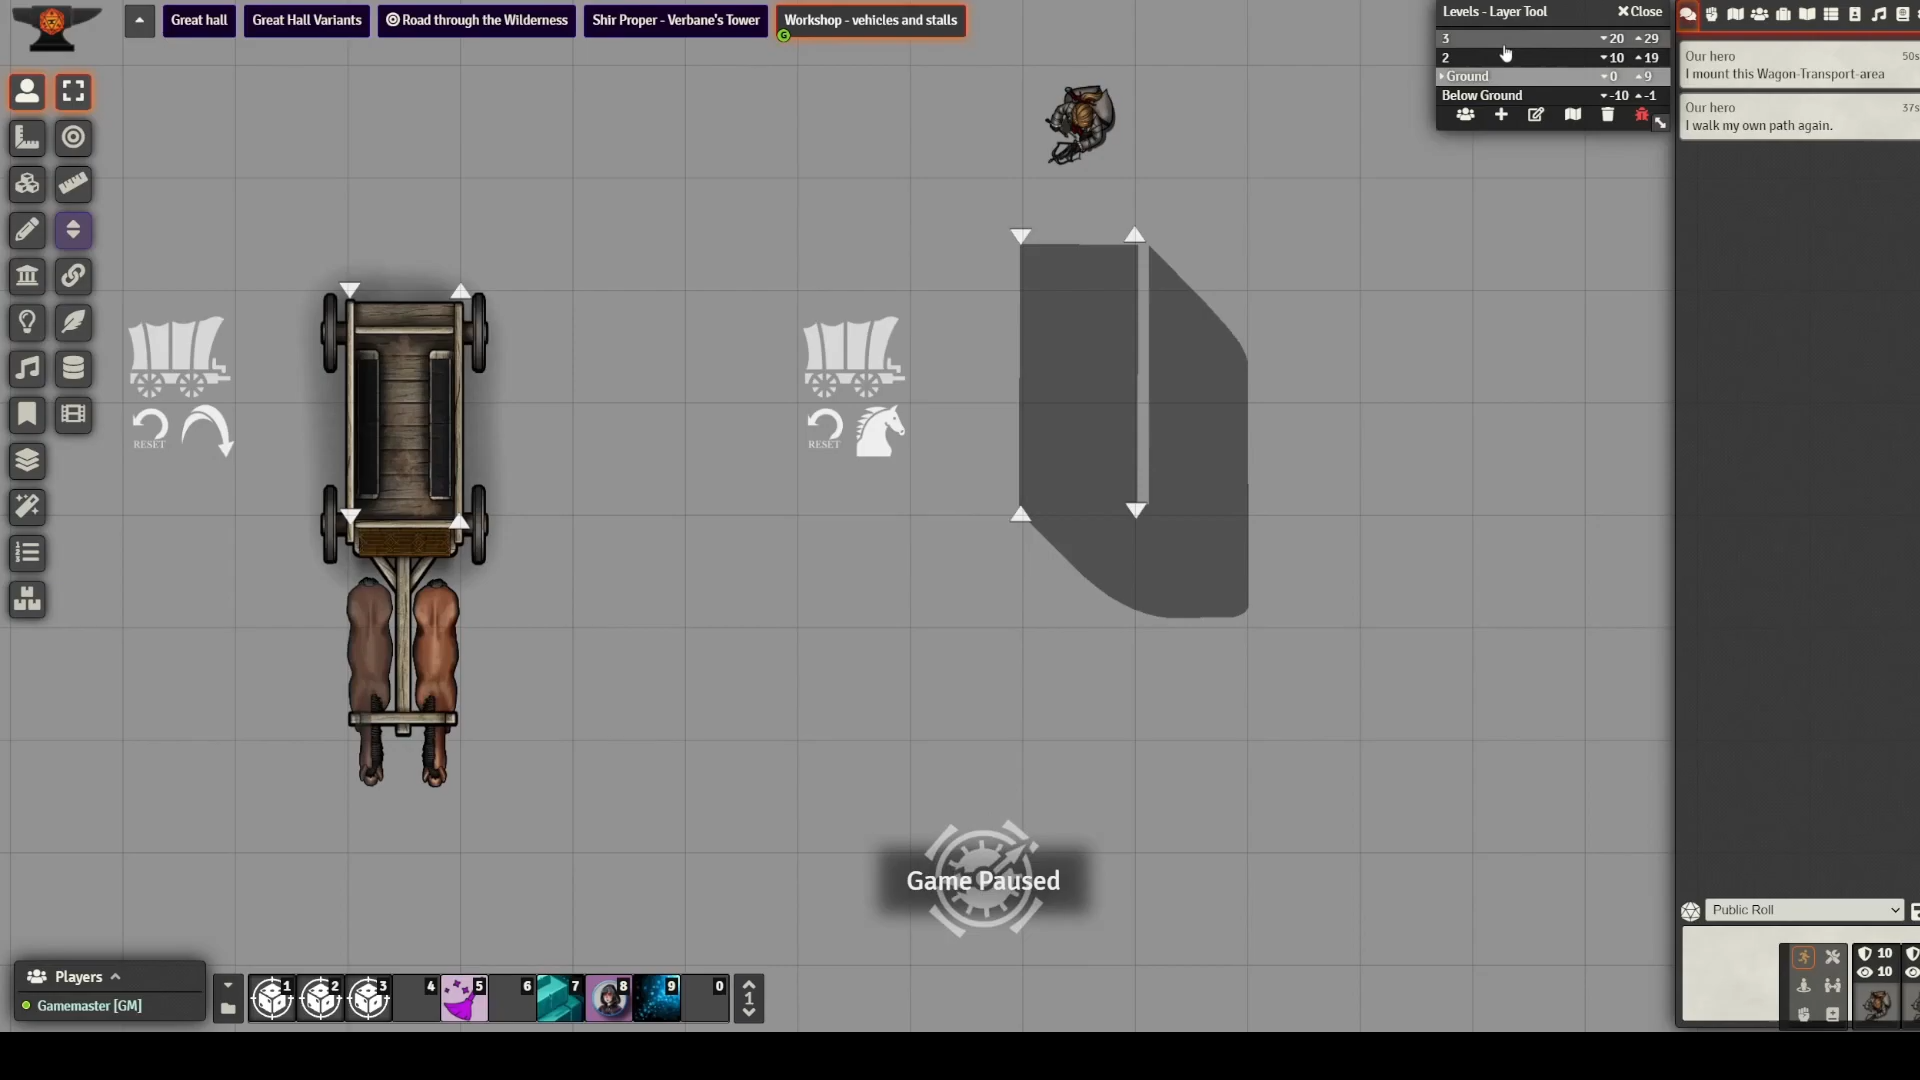 Great hall
Great Hall Variants
Road through the Wilderness
Shir Proper - Verbane's Tower
Workshop - vehicles and stalls
G
Levels - Layer Tool
Close
3 20 29
2 10 19
Ground 0 9
Below Ground -10 -1
Our hero 50s
I mount this Wagon-Transport-area
Our hero 37s
I walk my own path again.
RESET
RESET
Game Paused
Public Roll
Players
Gamemaster [GM]
1 2 3 4 5 6 7 8 9 0
1
10
10